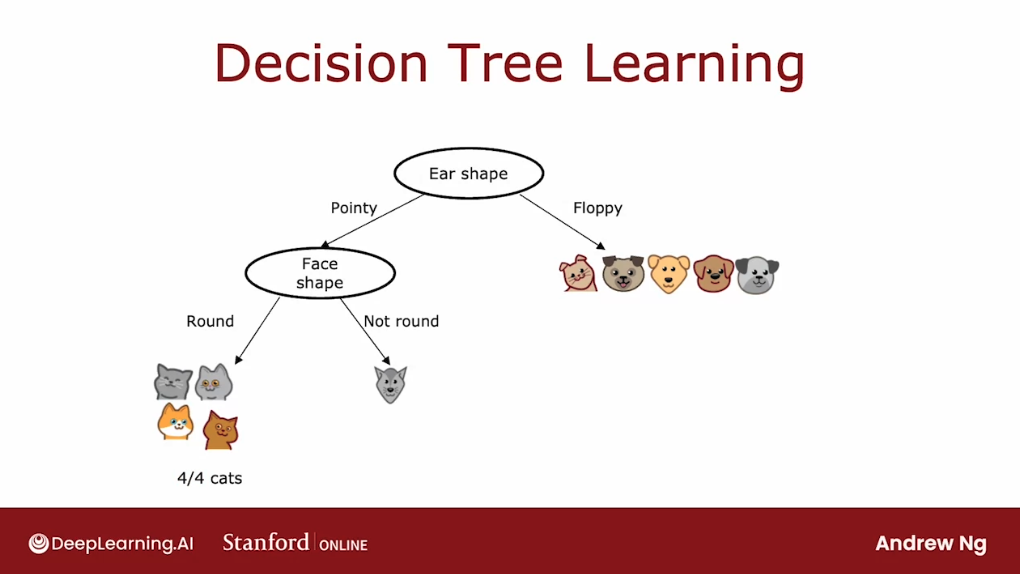 Decision Tree Learning
Ear shape
Pointy
Floppy
Face
shape
Round
Not round
4/4 cats
DeepLearning.AI
Stanford | ONLINE
Andrew Ng